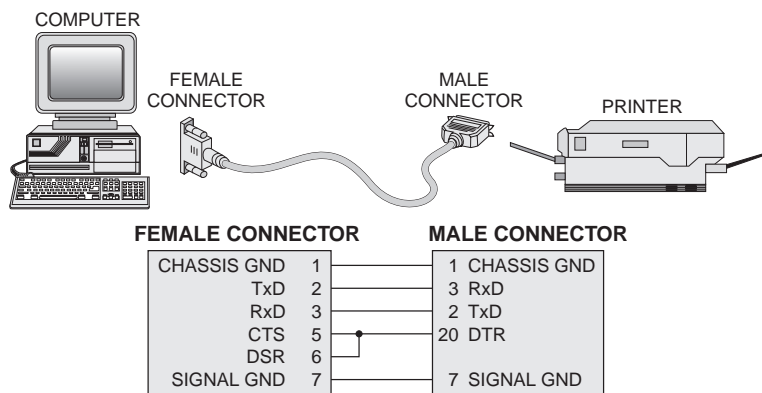 COMPUTER
FEMALE
CONNECTOR
MALE
CONNECTOR
PRINTER
FEMALE CONNECTOR
MALE CONNECTOR
CHASSIS GND 1
1 CHASSIS GND
TxD 2
3 RxD
RxD 3
2 TxD
CTS 5
20 DTR
DSR 6
SIGNAL GND 7
7 SIGNAL GND